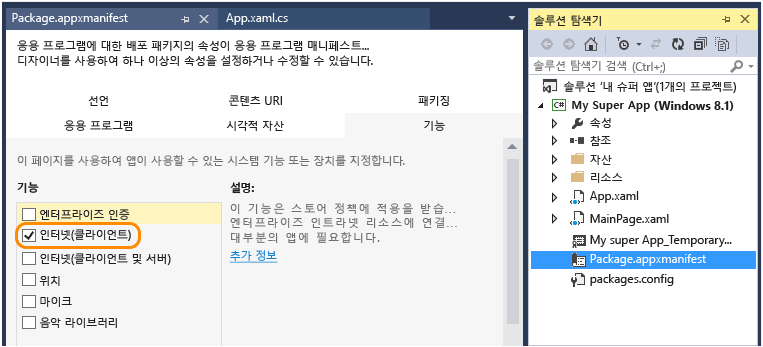 Package.appxmanifest
App.xaml.cs
응용 프로그램에 대한 배포 패키지의 속성이 응용 프로그램 매니페스트...
디자이너를 사용하여 하나 이상의 속성을 설정하거나 수정할 수 있습니다.
선언
콘텐츠 URI
패키징
응용 프로그램
시각적 자산
기능
이 페이지를 사용하여 앱이 사용할 수 있는 시스템 기능 또는 장치를 지정합니다.
기능
엔터프라이즈 인증
인터넷(클라이언트)
인터넷(클라이언트 및 서버)
위치
마이크
음악 라이브러리
설명:
이 기능은 스토어 정책에 적용을 받습...
엔터프라이즈 인트라넷 리소스에 연결...
대부분의 앱에 필요합니다.
추가 정보
솔루션 탐색기
솔루션 탐색기 검색 (Ctrl+;)
솔루션 '내 슈퍼 앱'(1개의 프로젝트)
C# My Super App (Windows 8.1)
속성
참조
자산
리소스
App.xaml
MainPage.xaml
My super App_Temporary...
Package.appxmanifest
packages.config